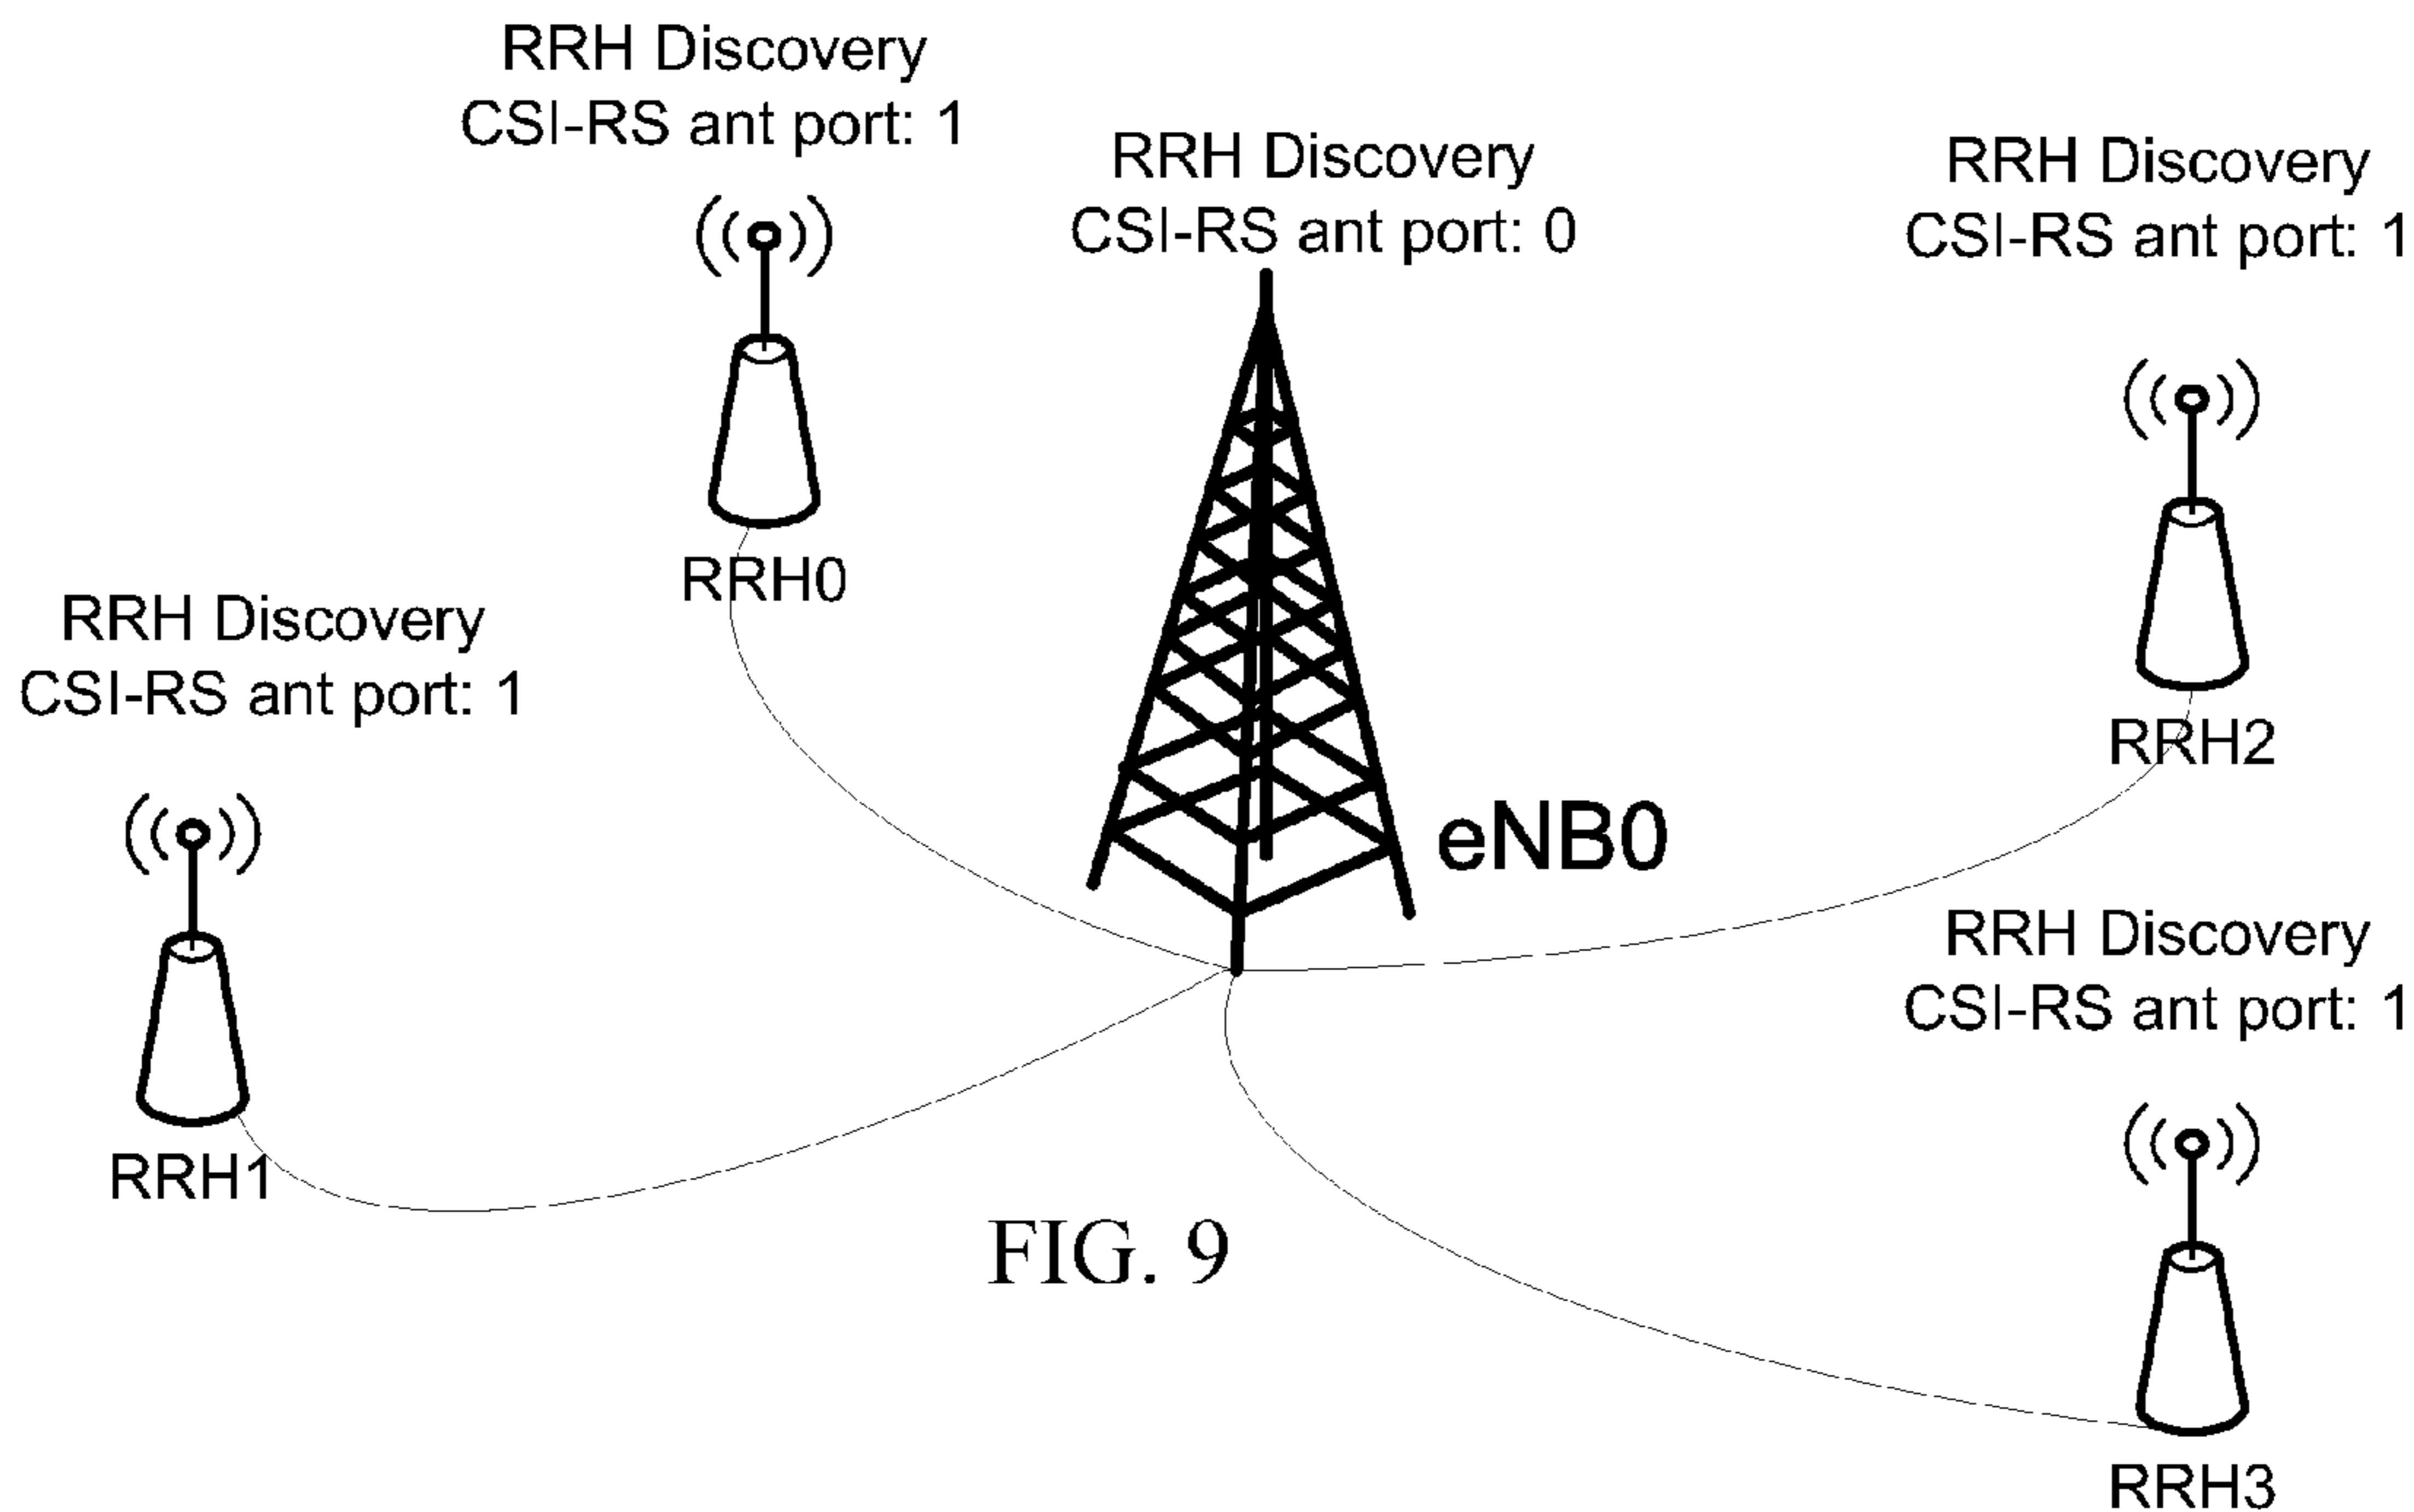 RRH Discovery
CSI-RS ant port: 1
RRH Discovery
CSI-RS ant port: 0
RRH Discovery
CSI-RS ant port: 1
RRH0
RRH Discovery
CSI-RS ant port: 1
RRH2
eNB0
RRH Discovery
CSI-RS ant port: 1
RRH1
FIG. 9
RRH3